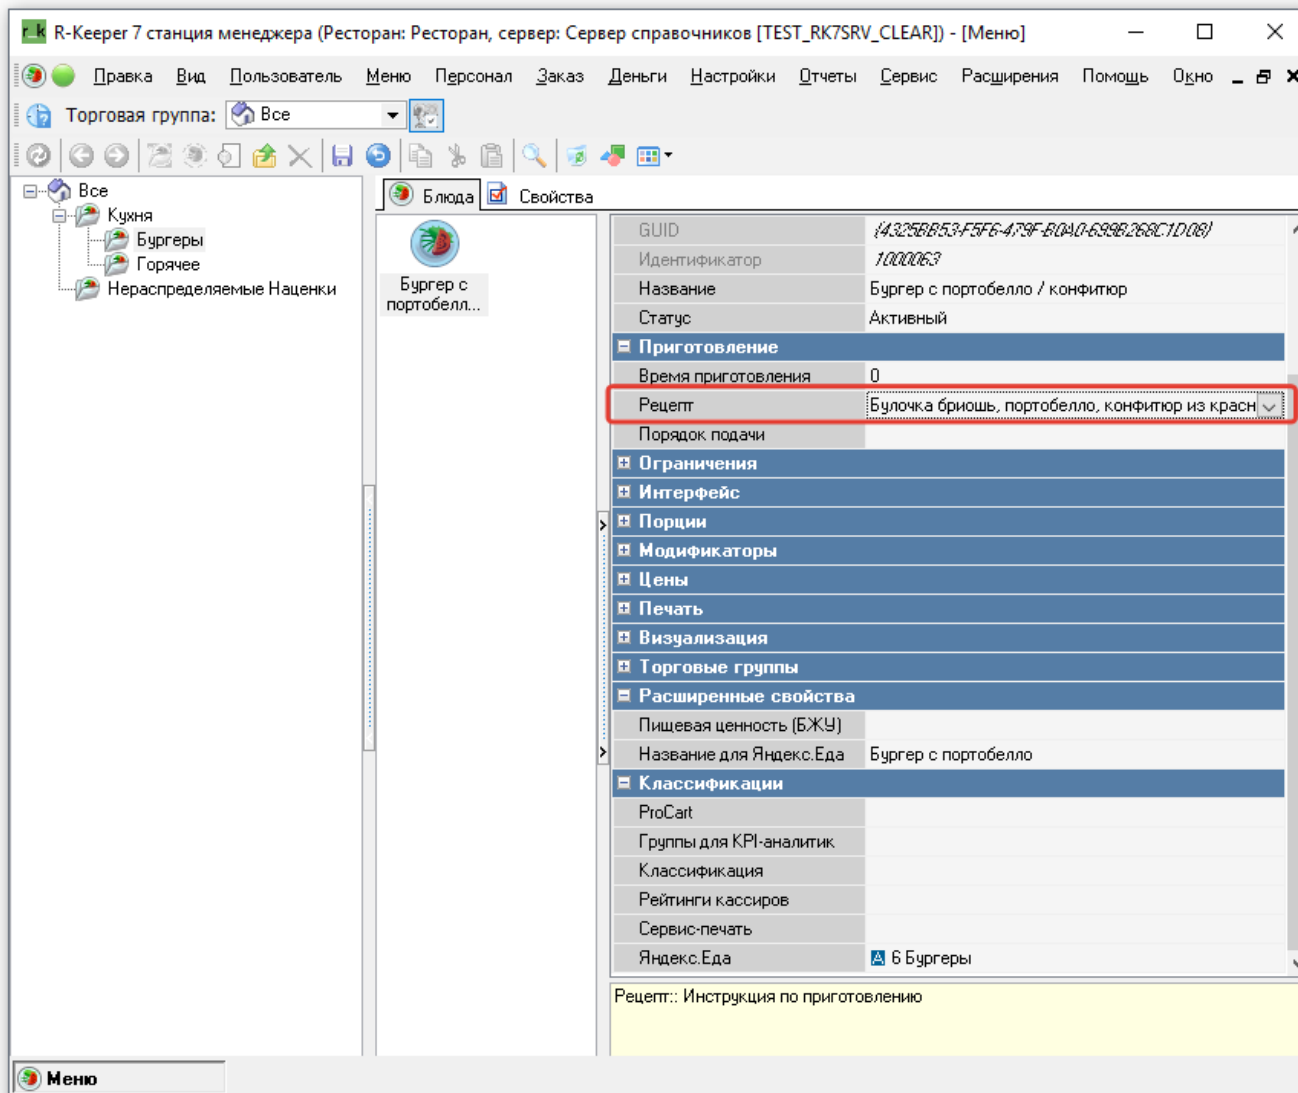 r_k R-Keeper 7 станция менеджера (Ресторан: Ресторан, сервер: Сервер справочников [TEST_RK7SRV_CLEAR]) - [Меню]
Правка Вид Пользователь Меню Персонал Заказ Деньги Настройки Отчеты Сервис Расширения Помощь Окно
Торговая группа: Все
Все
Кухня
Бургеры
Горячее
Нераспределяемые Наценки
Блюда Свойства
Бургер с
портобелл...
GUID {4325BB53-F5F6-479F-B0A0-699B268C1D08}
Идентификатор 1000063
Название Бургер с портобелло / конфитюр
Статус Активный
Приготовление
Время приготовления 0
Рецепт Булочка бриошь, портобелло, конфитюр из красн
Порядок подачи
Ограничения
Интерфейс
Порции
Модификаторы
Цены
Печать
Визуализация
Торговые группы
Расширенные свойства
Пищевая ценность (БЖУ)
Название для Яндекс.Еда Бургер с портобелло
Классификации
ProCart
Группы для KPI-аналитик
Классификация
Рейтинги кассиров
Сервис-печать
Яндекс.Еда A 6 Бургеры
Рецепт:: Инструкция по приготовлению
Меню